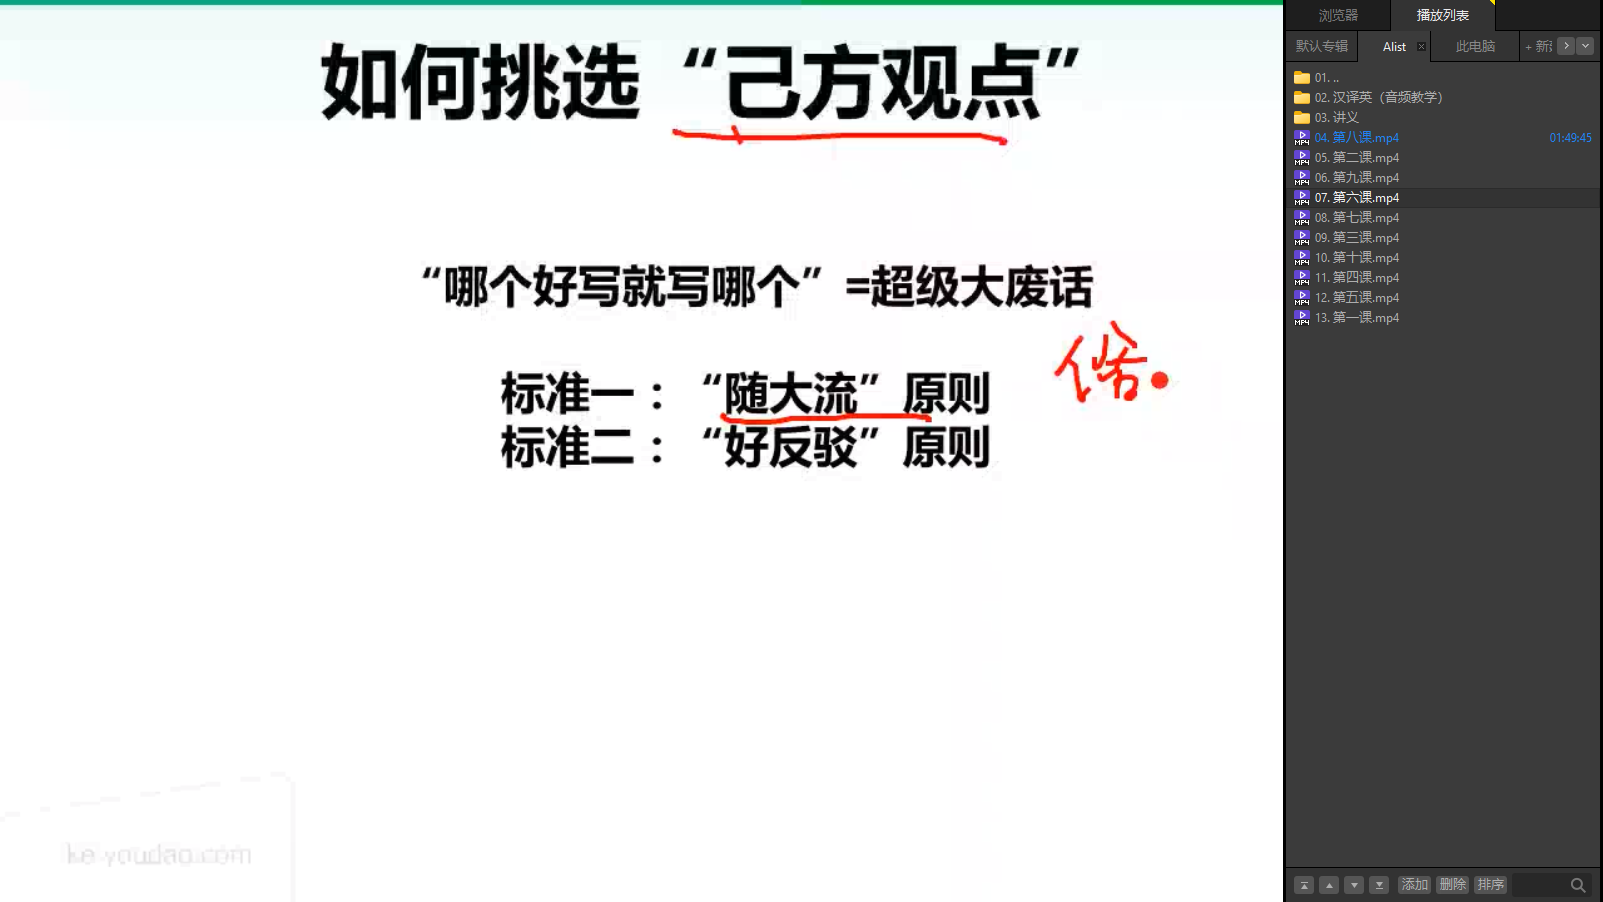 如何挑选“己方观点”
“哪个好写就写哪个”=超级大废话
标准一：“随大流”原则
俗
标准二：“好反驳”原则
ke.youdao.com
浏览器
播放列表
默认专辑
Alist
此电脑
+ 新
01. ..
02. 汉译英（音频教学）
03. 讲义
04. 第八课.mp4
01:49:45
05. 第二课.mp4
06. 第九课.mp4
07. 第六课.mp4
08. 第七课.mp4
09. 第三课.mp4
10. 第十课.mp4
11. 第四课.mp4
12. 第五课.mp4
13. 第一课.mp4
添加
删除
排序